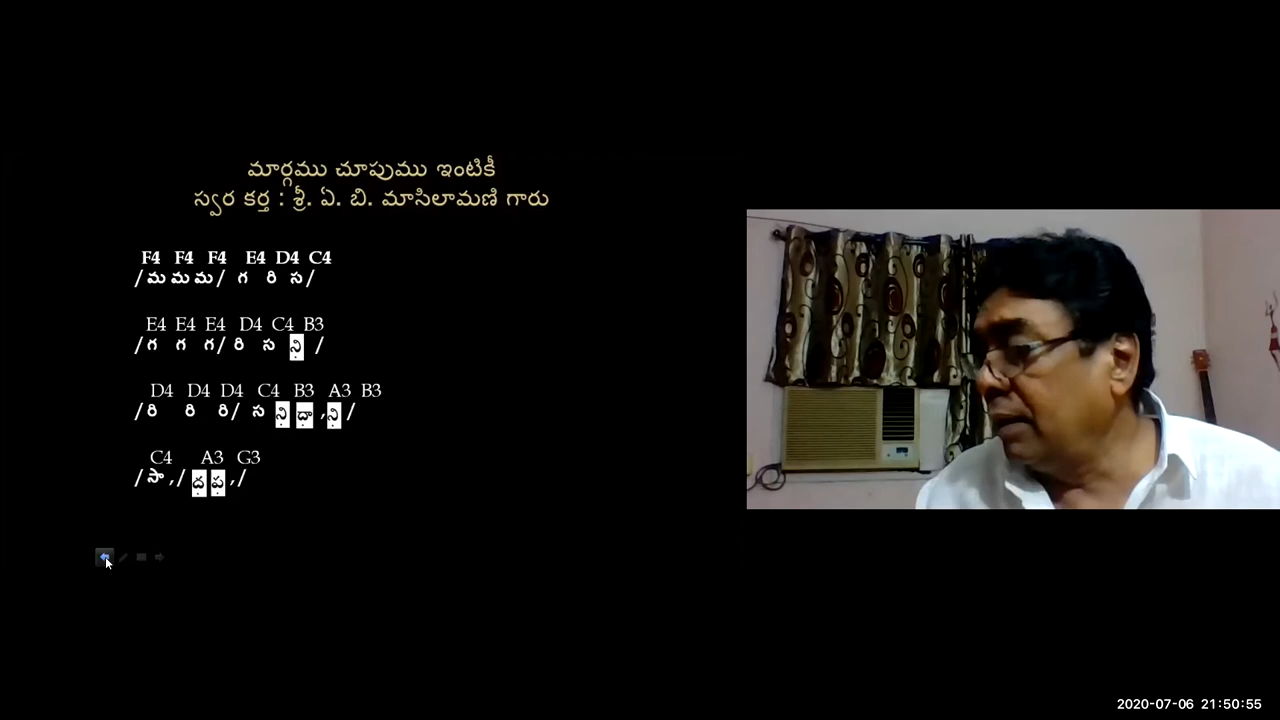 మార్గము చూపుము ఇంటికీ
స్వర కర్త : శ్రీ. ఏ. బి. మాసిలామణి గారు
F4 F4 F4 E4 D4 C4
/మ మ మ/ గ రి స/
E4 E4 E4 D4 C4 B3
/గ గ గ/ రి స ని /
D4 D4 D4 C4 B3 A3 B3
/రి రి రి/ స ని దా ,ని /
C4 A3 G3
/సా ,/ ద ప ,/
2020-07-06 21:50:55